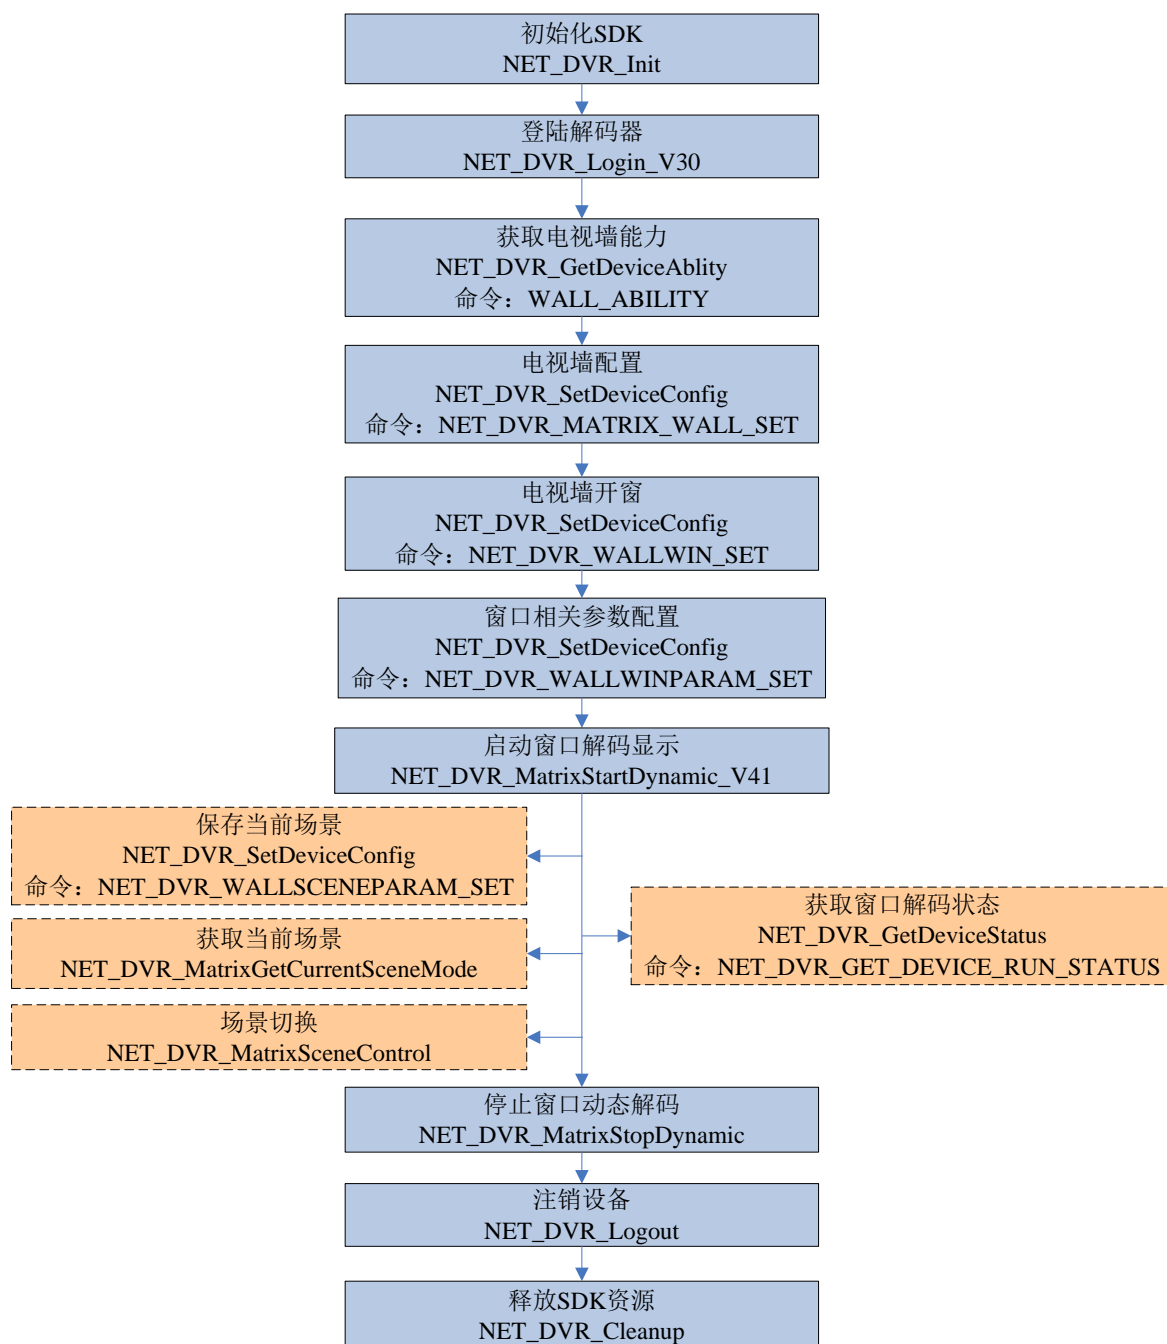 初始化SDK
NET_DVR_Init
登陆解码器
NET_DVR_Login_V30
获取电视墙能力
NET_DVR_GetDeviceAblity
命令：WALL_ABILITY
电视墙配置
NET_DVR_SetDeviceConfig
命令：NET_DVR_MATRIX_WALL_SET
电视墙开窗
NET_DVR_SetDeviceConfig
命令：NET_DVR_WALLWIN_SET
窗口相关参数配置
NET_DVR_SetDeviceConfig
命令：NET_DVR_WALLWINPARAM_SET
启动窗口解码显示
NET_DVR_MatrixStartDynamic_V41
保存当前场景
NET_DVR_SetDeviceConfig
命令：NET_DVR_WALLSCENEPARAM_SET
获取窗口解码状态
NET_DVR_GetDeviceStatus
命令：NET_DVR_GET_DEVICE_RUN_STATUS
获取当前场景
NET_DVR_MatrixGetCurrentSceneMode
场景切换
NET_DVR_MatrixSceneControl
停止窗口动态解码
NET_DVR_MatrixStopDynamic
注销设备
NET_DVR_Logout
释放SDK资源
NET_DVR_Cleanup